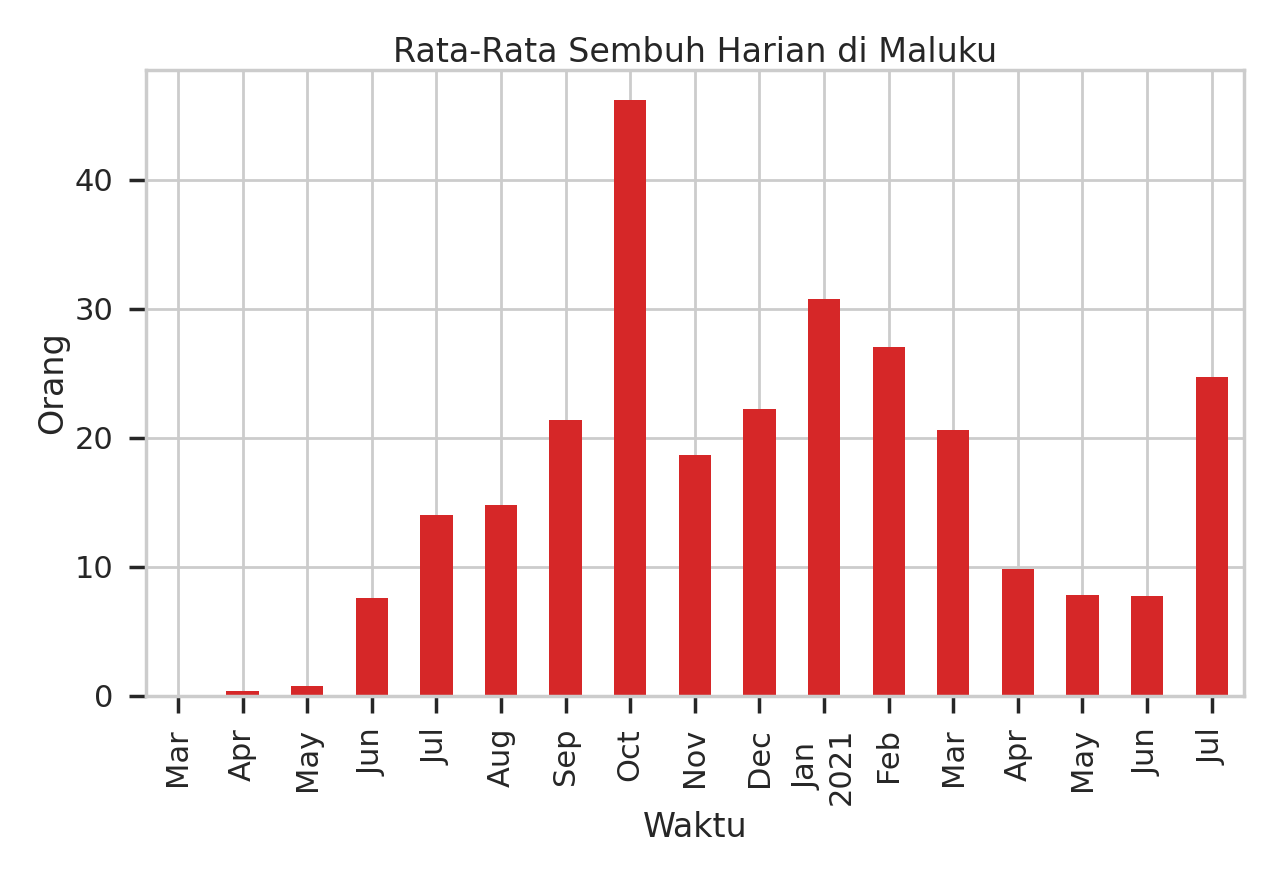 Rata-Rata Sembuh Harian di Maluku
Orang
40
30
20
10
0
Mar
Apr
May
Jun
Jul
Aug
Sep
Oct
Nov
Dec
Jan
2021
Feb
Mar
Apr
May
Jun
Jul
Waktu